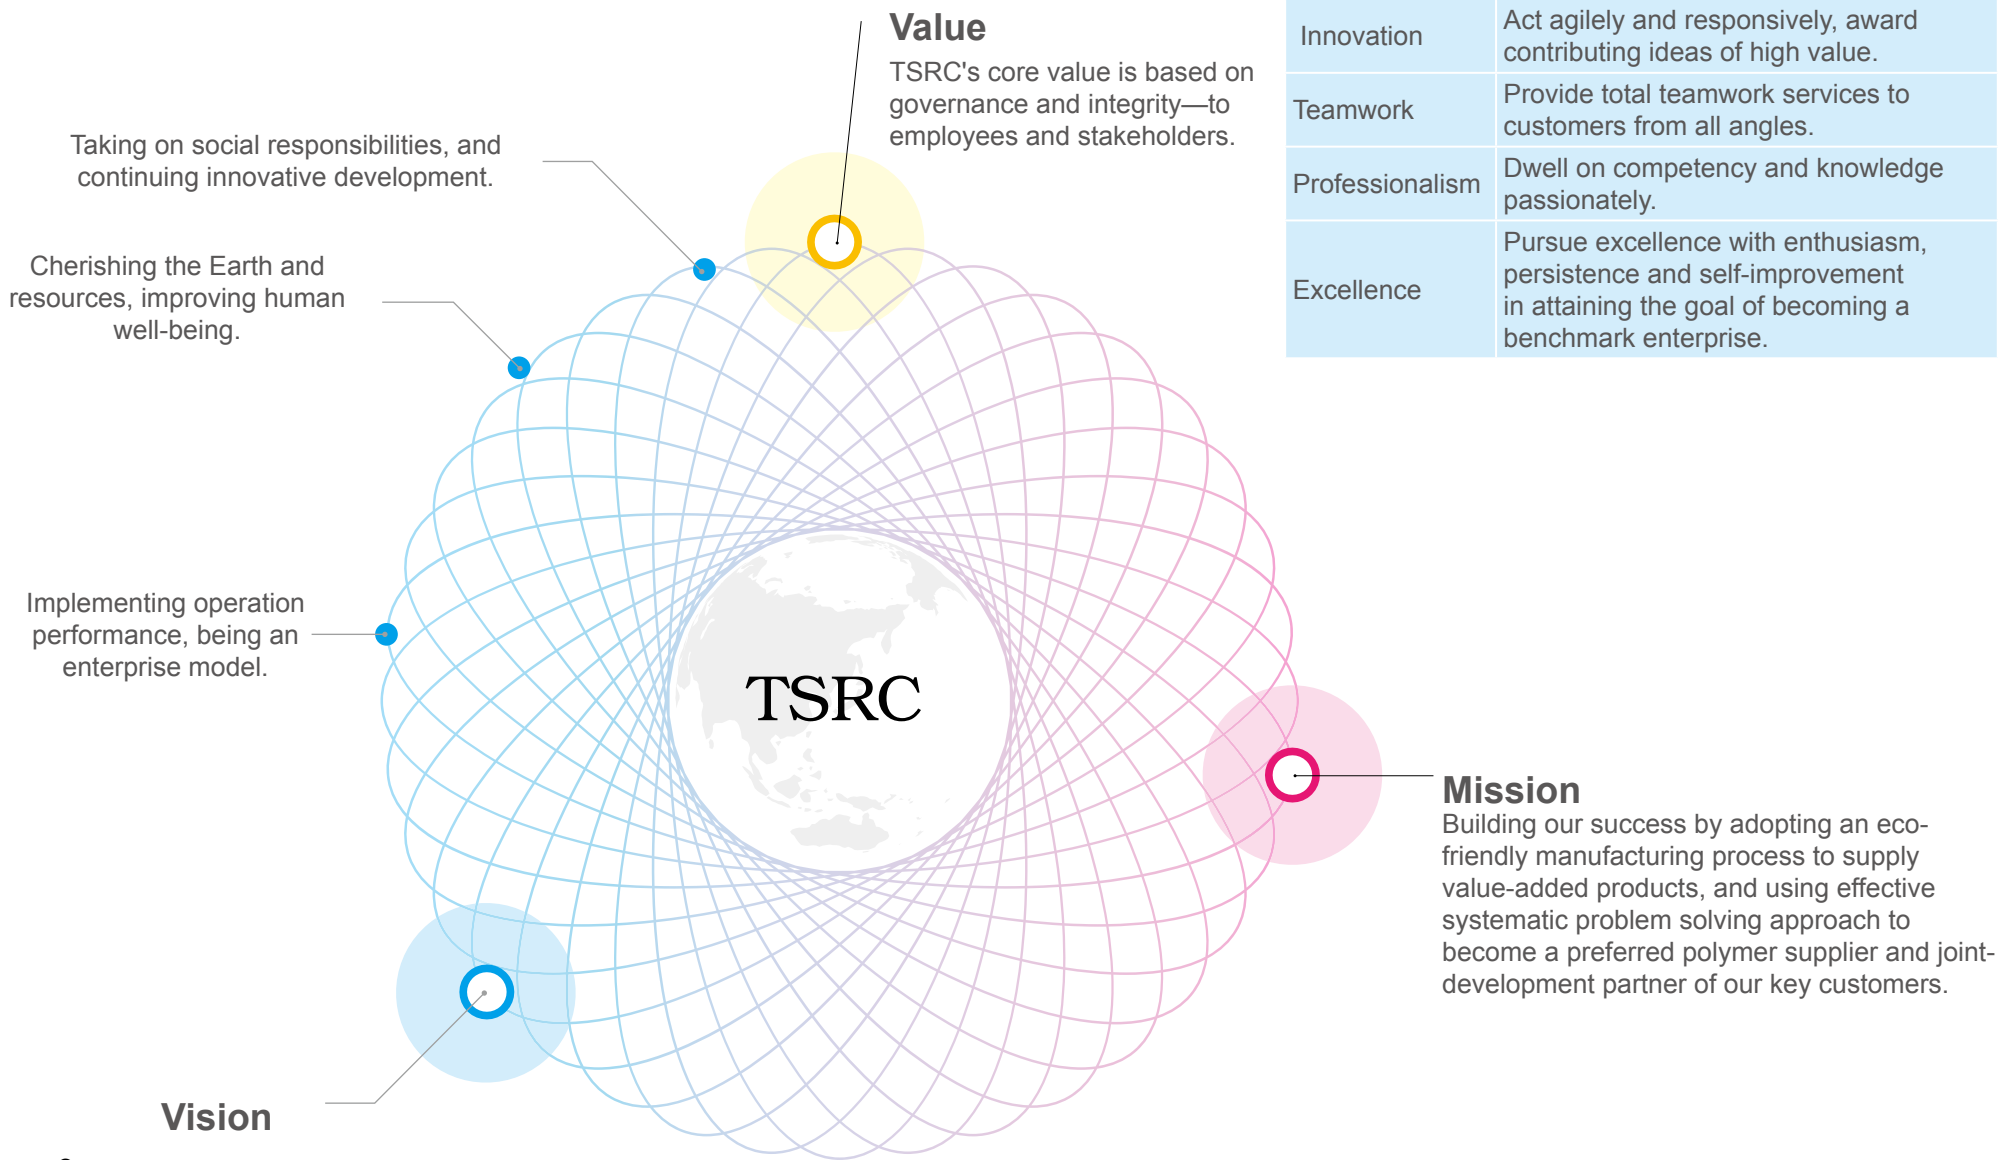 Value
TSRC's core value is based on
governance and integrity—to
employees and stakeholders.
Innovation
Act agilely and responsively, award
contributing ideas of high value.
Teamwork
Provide total teamwork services to
customers from all angles.
Professionalism
Dwell on competency and knowledge
passionately.
Excellence
Pursue excellence with enthusiasm,
persistence and self-improvement
in attaining the goal of becoming a
benchmark enterprise.
Taking on social responsibilities, and
continuing innovative development.
Cherishing the Earth and
resources, improving human
well-being.
Implementing operation
performance, being an
enterprise model.
TSRC
Mission
Building our success by adopting an eco-
friendly manufacturing process to supply
value-added products, and using effective
systematic problem solving approach to
become a preferred polymer supplier and joint-
development partner of our key customers.
Vision